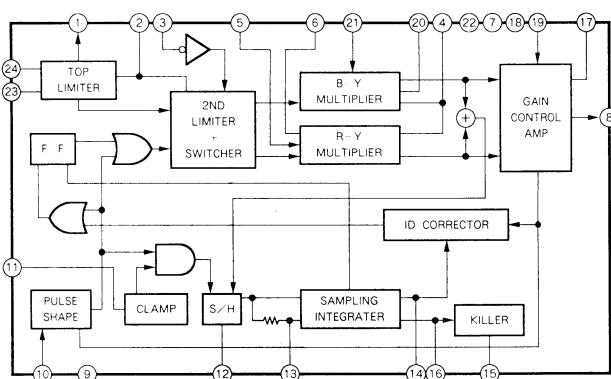 1 2 3 5 6 21 20 4 22 7 18 19 17
24
23
TOP
LIMITER
2ND
LIMITER
+
SWITCHER
B-Y
MULTIPLIER
R-Y
MULTIPLIER
+
GAIN
CONTROL
AMP
8
F F
ID CORRECTOR
11
PULSE
SHAPE
CLAMP
S/H
SAMPLING
INTEGRATER
KILLER
10 9 12 13 14 16 15